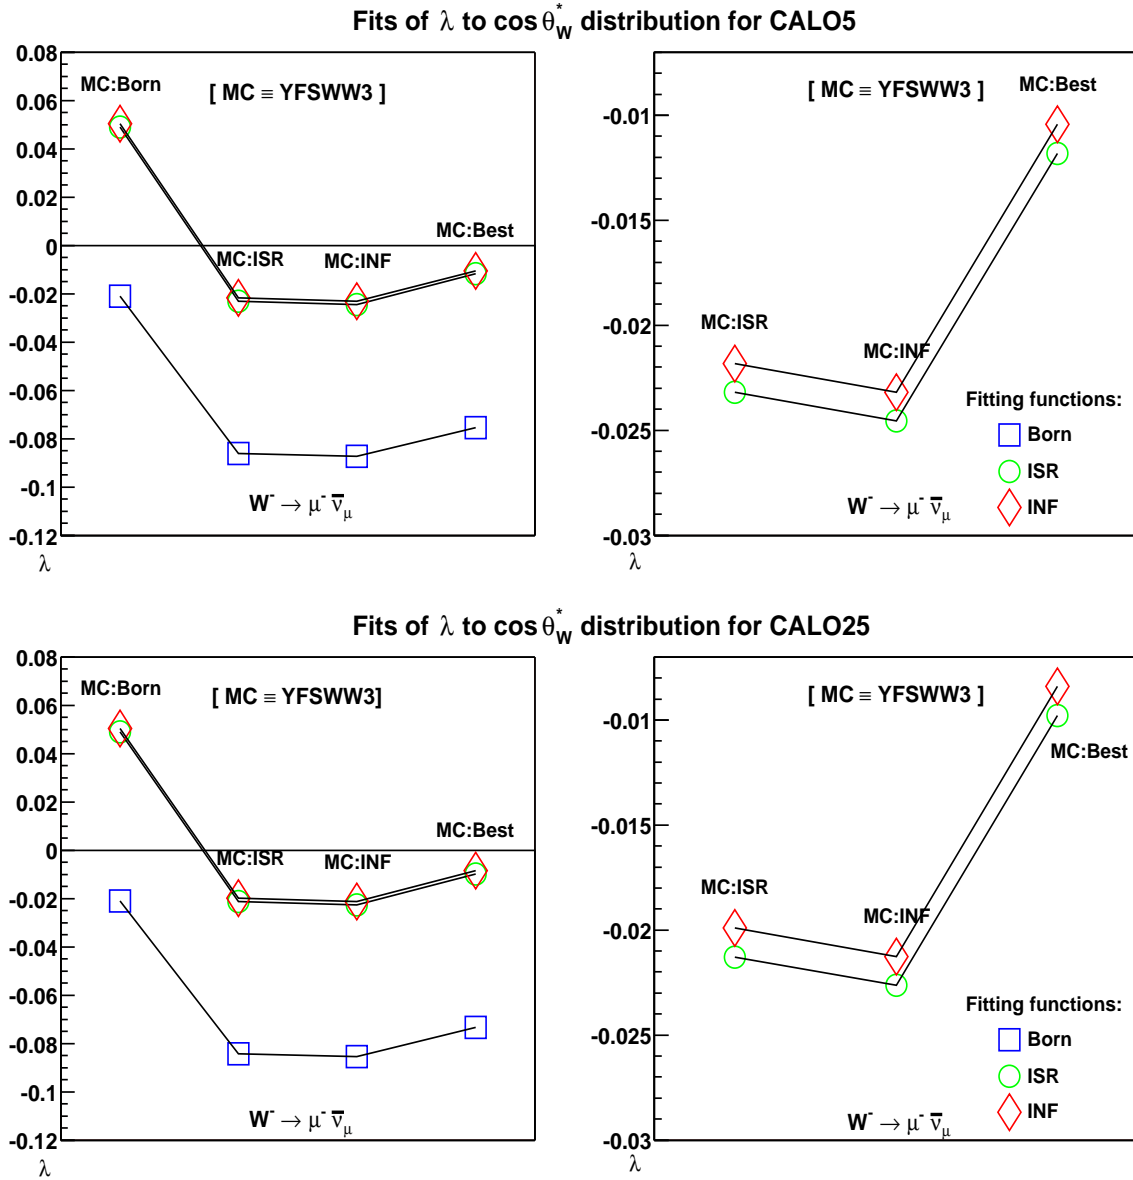 Fits of λ to cos θ*W distribution for CALO5
0.08
0.06
0.04
0.02
0
-0.02
-0.04
-0.06
-0.08
-0.1
-0.12
λ
MC:Born
[ MC ≡ YFSWW3 ]
MC:ISR
MC:INF
MC:Best
W- → μ- ν̄μ
-0.01
-0.015
-0.02
-0.025
-0.03
λ
[ MC ≡ YFSWW3 ]
MC:Best
MC:ISR
MC:INF
Fitting functions:
Born
ISR
INF
W- → μ- ν̄μ
Fits of λ to cos θ*W distribution for CALO25
0.08
0.06
0.04
0.02
0
-0.02
-0.04
-0.06
-0.08
-0.1
-0.12
λ
MC:Born
[ MC ≡ YFSWW3]
MC:ISR
MC:INF
MC:Best
W- → μ- ν̄μ
-0.01
-0.015
-0.02
-0.025
-0.03
λ
[ MC ≡ YFSWW3 ]
MC:Best
MC:ISR
MC:INF
Fitting functions:
Born
ISR
INF
W- → μ- ν̄μ